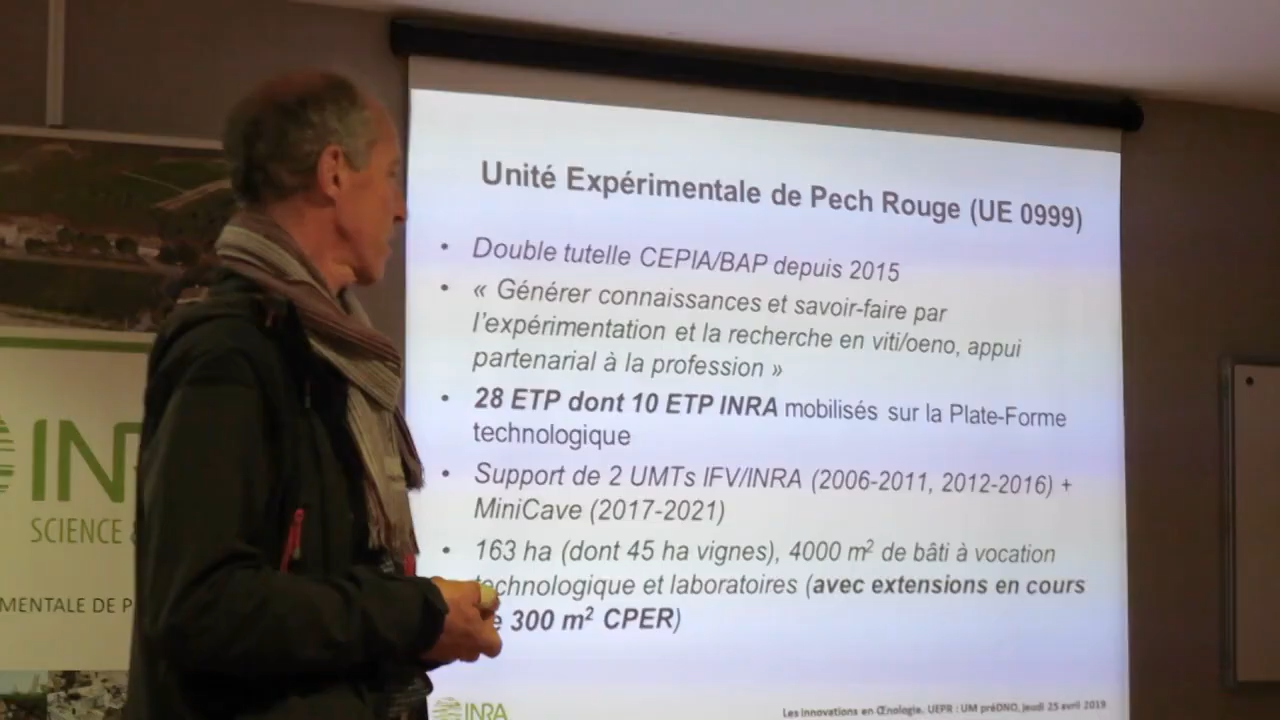 Unité Expérimentale de Pech Rouge (UE 0999)
• Double tutelle CEPIA/BAP depuis 2015
• « Générer connaissances et savoir-faire par
l'expérimentation et la recherche en viti/oeno, appui
partenarial à la profession »
• 28 ETP dont 10 ETP INRA mobilisés sur la Plate-Forme
technologique
• Support de 2 UMTs IFV/INRA (2006-2011, 2012-2016) +
MiniCave (2017-2021)
• 163 ha (dont 45 ha vignes), 4000 m² de bâti à vocation
technologique et laboratoires (avec extensions en cours
300 m² CPER)
INRA
Les innovations en Œnologie. UEPR : UM préDNO, jeudi 25 avril 2019
IN
SCIENCE &
MENTALE DE P